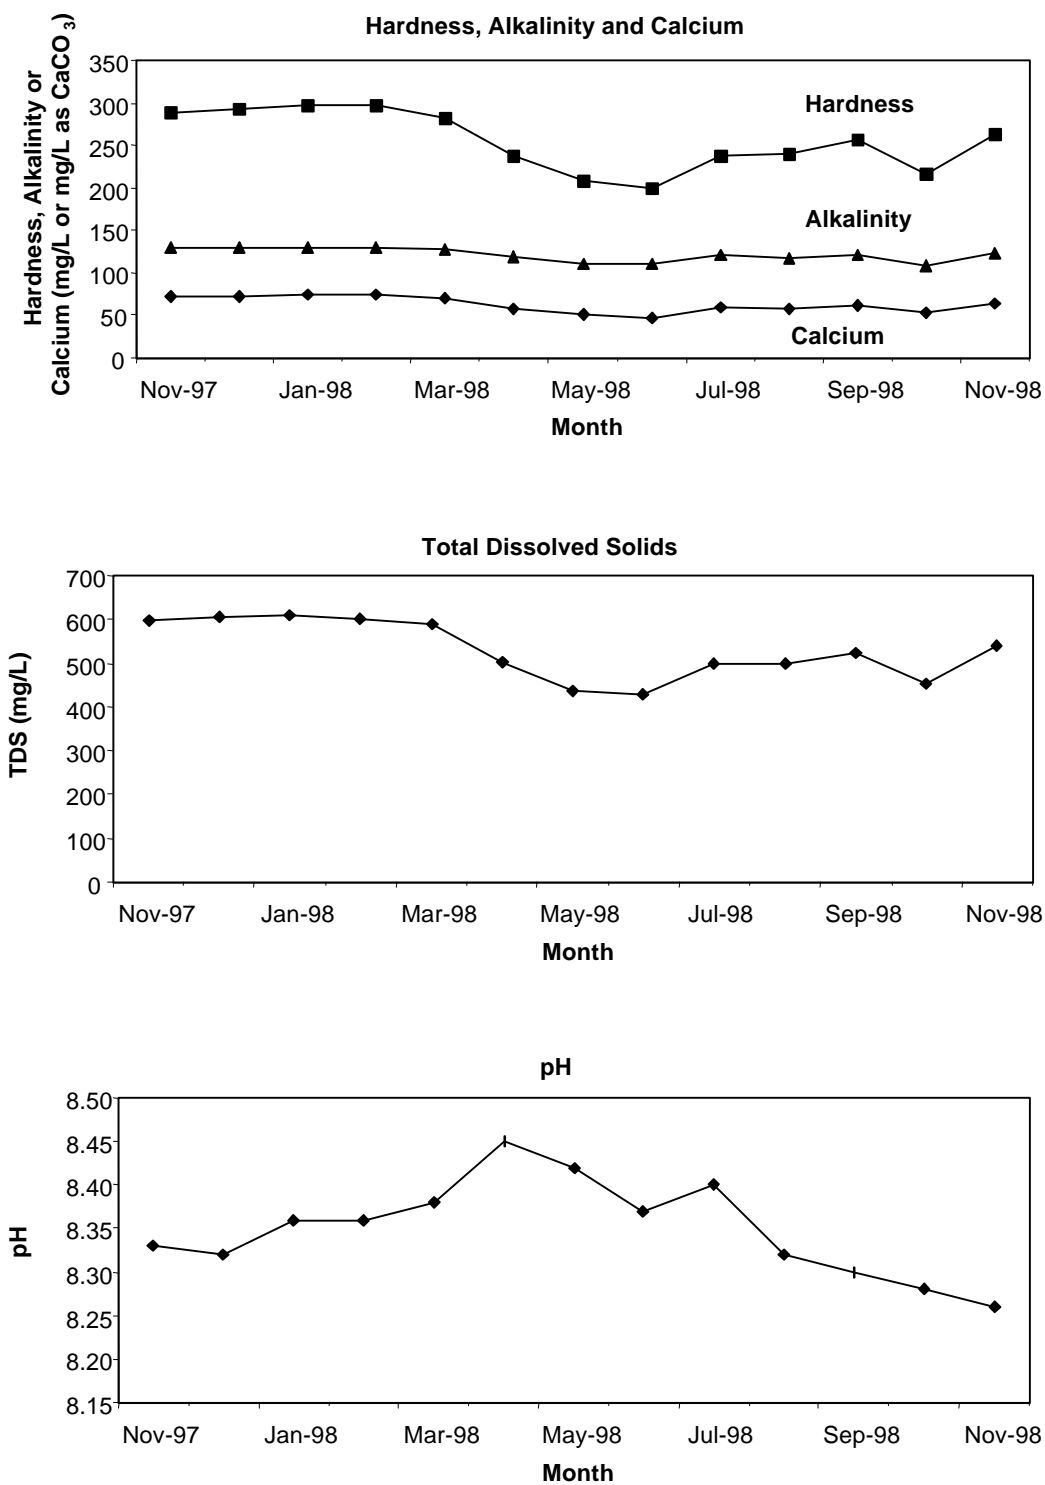 Hardness, Alkalinity and Calcium
Hardness, Alkalinity or
Calcium (mg/L or mg/L as CaCO3)
350
300
250
200
150
100
50
0
Hardness
Alkalinity
Calcium
Nov-97 Jan-98 Mar-98 May-98 Jul-98 Sep-98 Nov-98
Month
Total Dissolved Solids
TDS (mg/L)
700
600
500
400
300
200
100
0
Nov-97 Jan-98 Mar-98 May-98 Jul-98 Sep-98 Nov-98
Month
pH
pH
8.50
8.45
8.40
8.35
8.30
8.25
8.20
8.15
Nov-97 Jan-98 Mar-98 May-98 Jul-98 Sep-98 Nov-98
Month